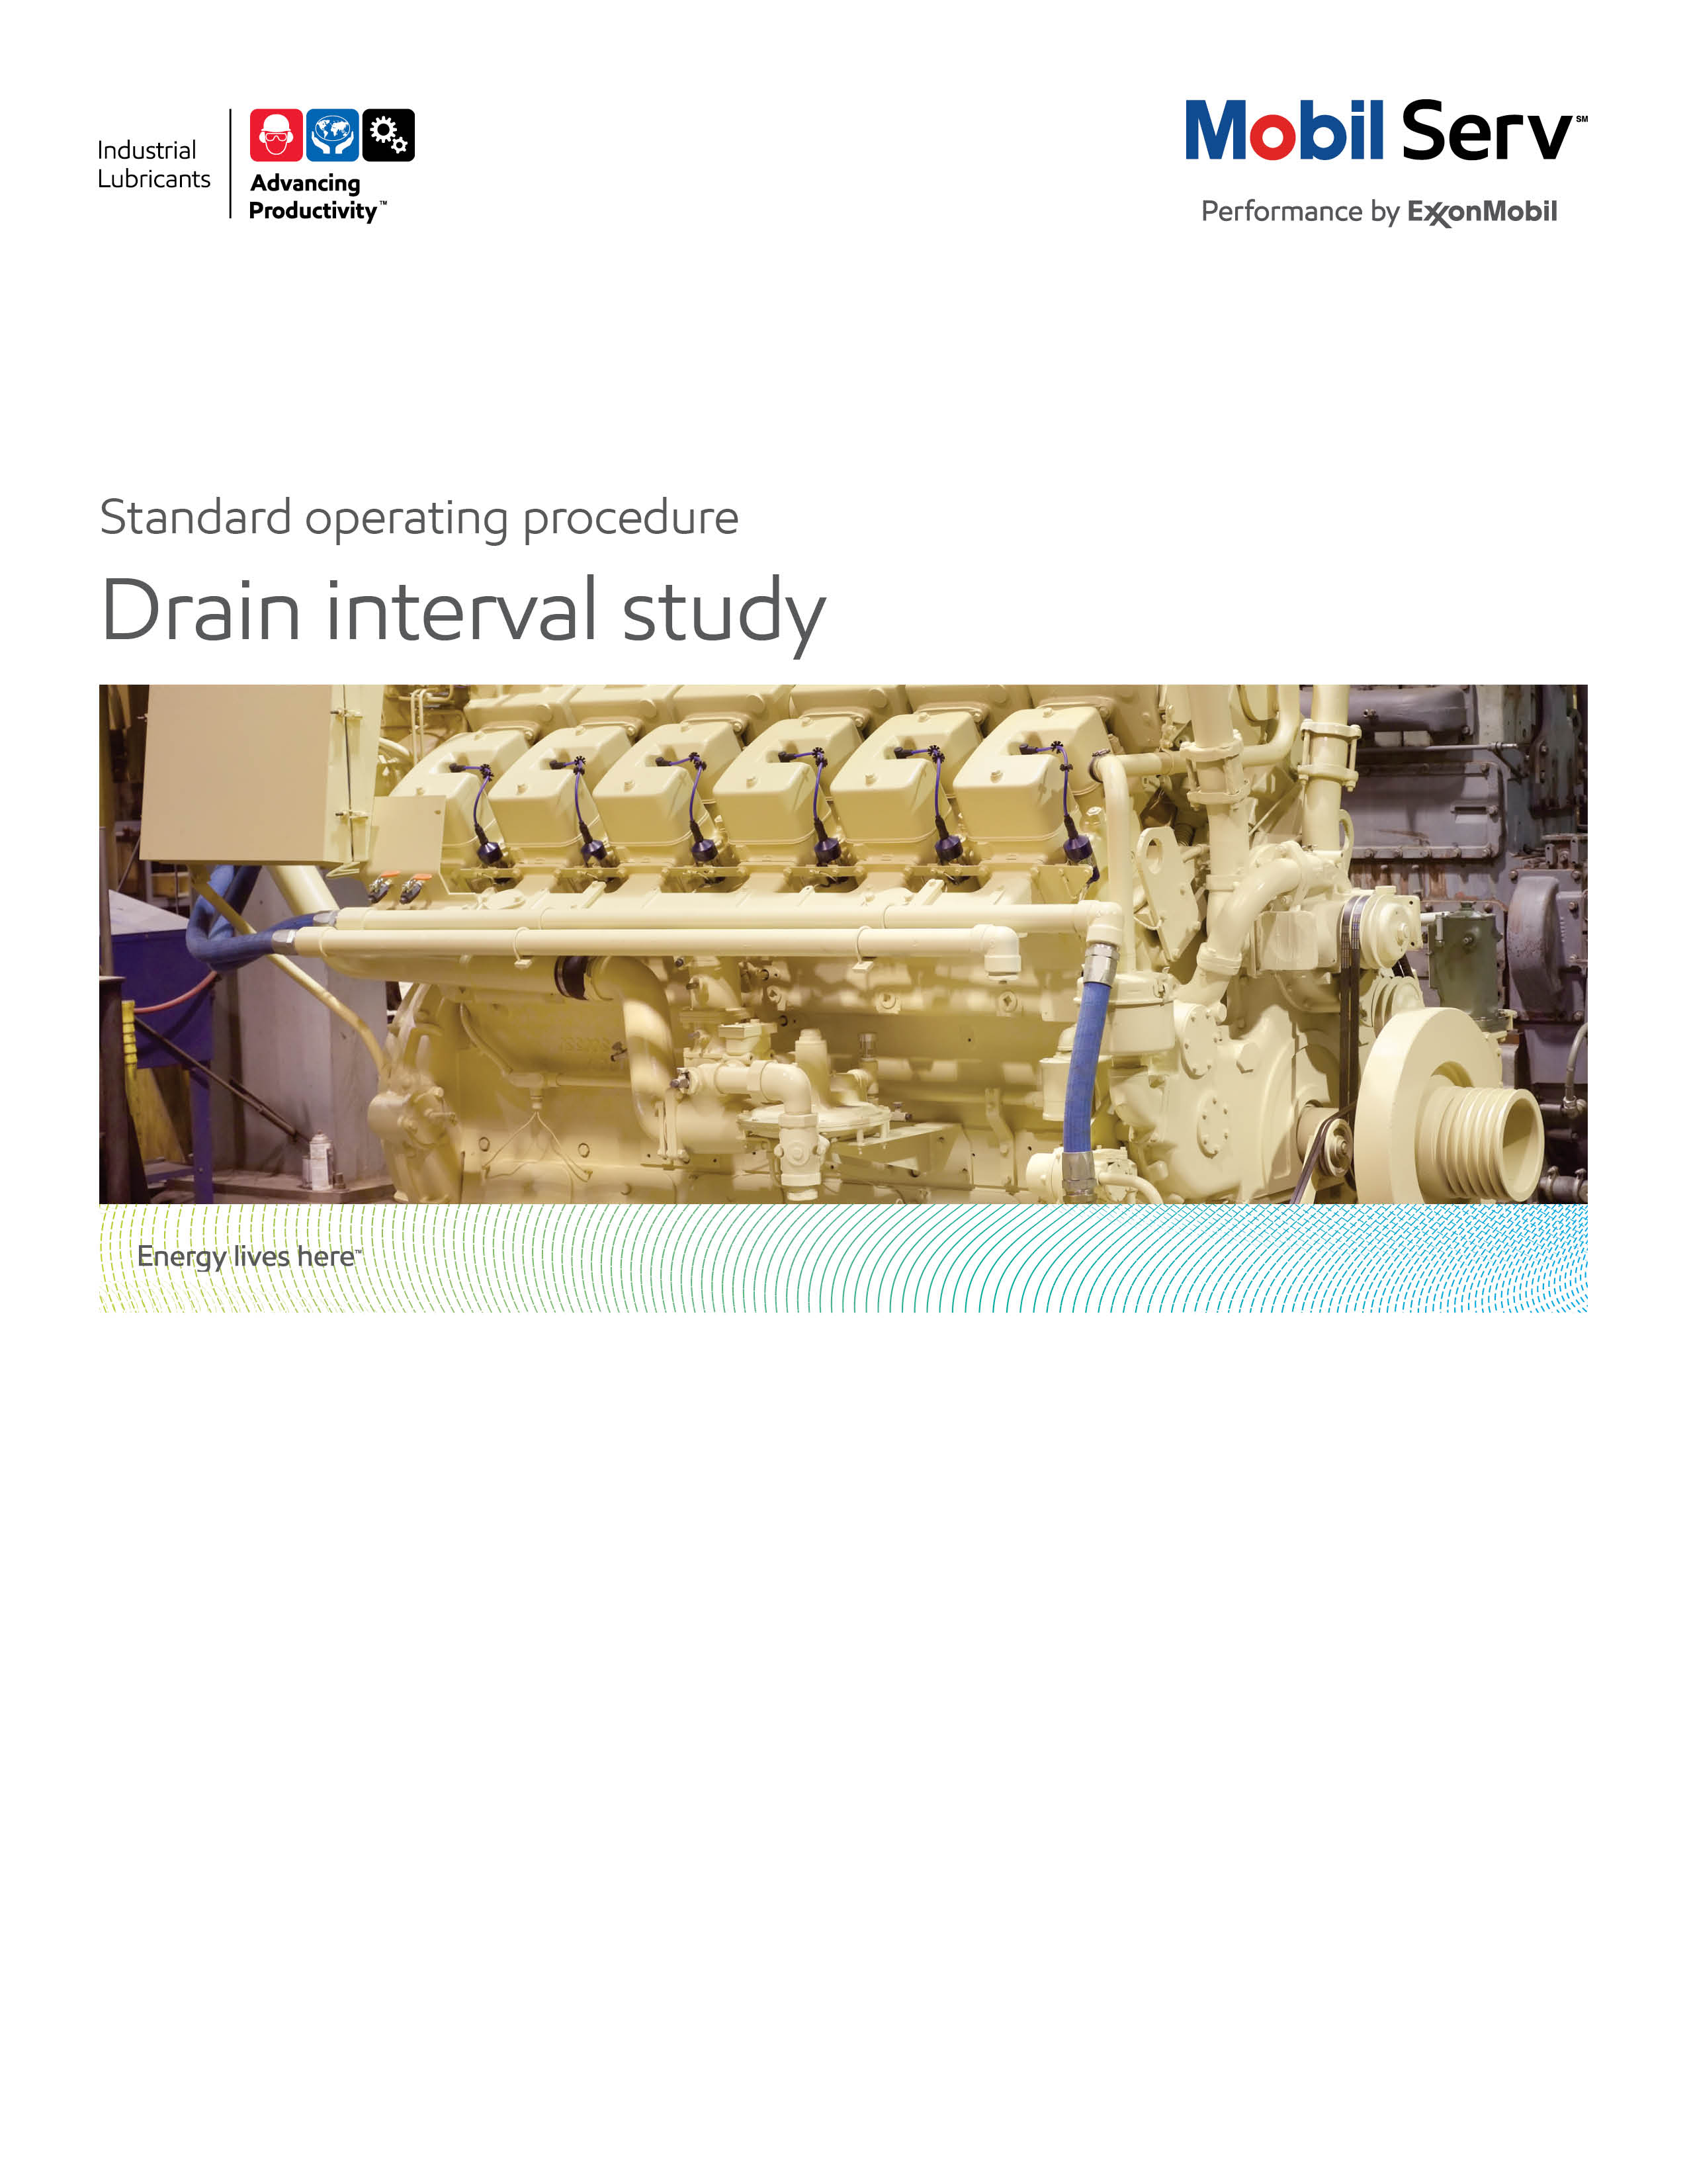 Industrial
Lubricants
Advancing
Productivity™
Mobil Serv℠
Performance by ExxonMobil
Standard operating procedure
Drain interval study
Energy lives here™